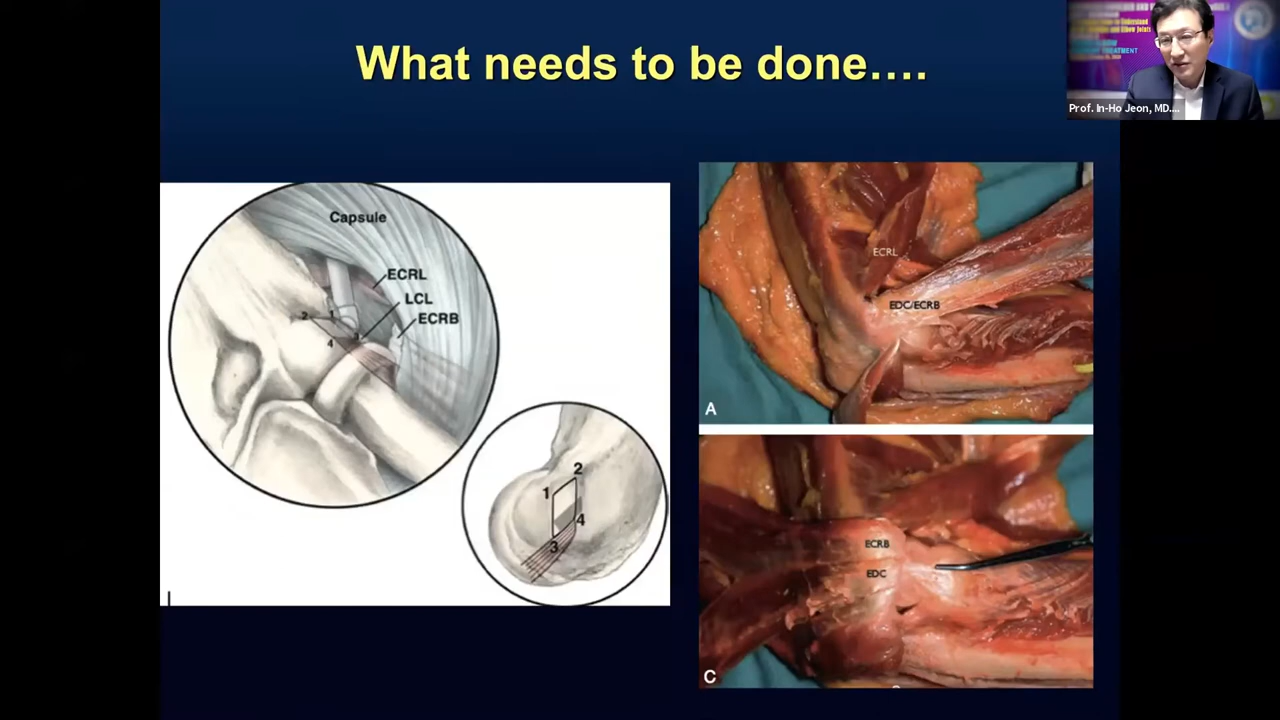 What needs to be done....
Prof. In-Ho Jeon, MD....
Capsule
ECRL
LCL
ECRB
2
1
3
4
2
1
4
3
ECRL
EDC/ECRB
A
ECRB
EDC
C